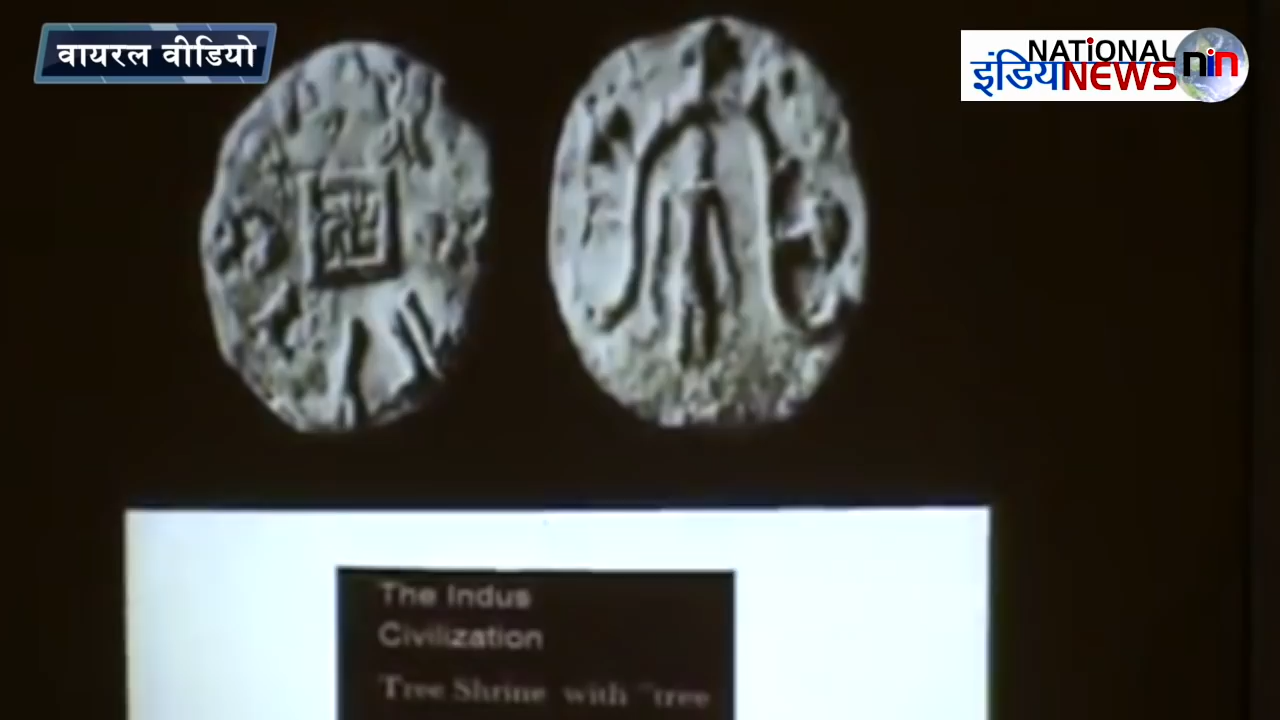 वायरल वीडियो
NATiONAL
इंडिया NEWS nin
The Indus
Civilization
Tree Shrine with "tree